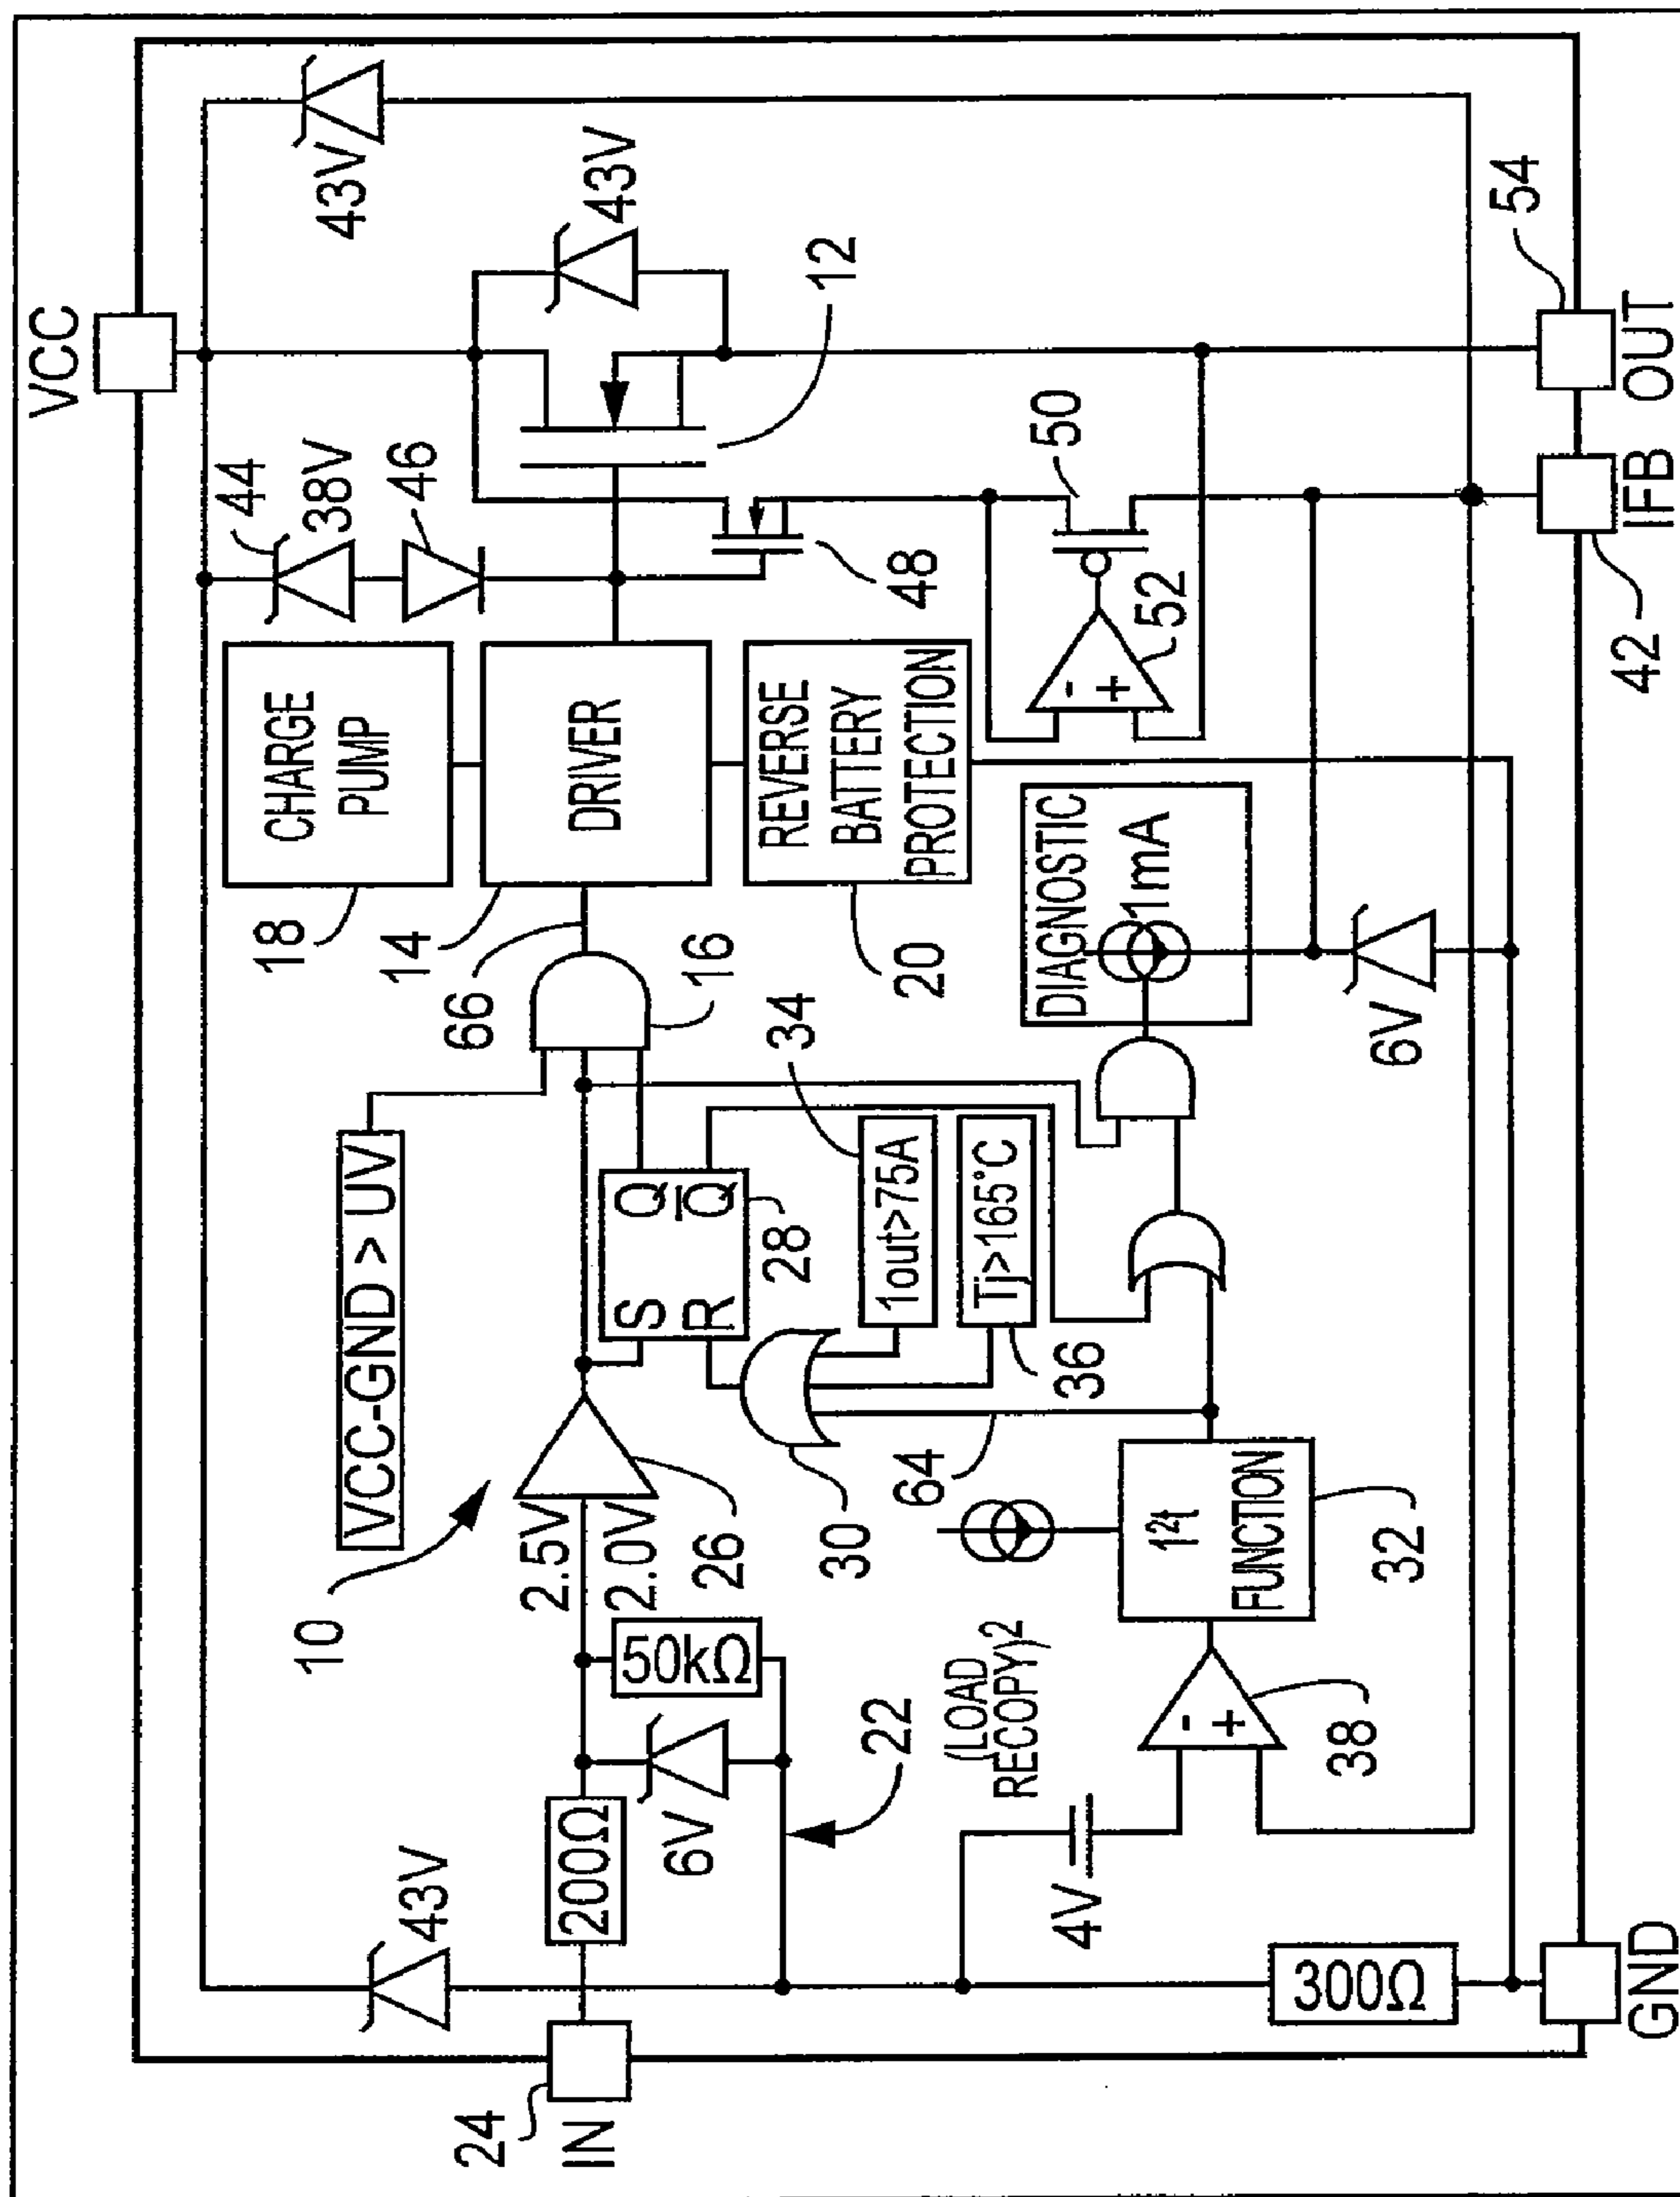 VCC
43V
44
38V
46
43V
12
18
CHARGE
PUMP
14
DRIVER
66
16
20
REVERSE
BATTERY
PROTECTION
48
50
-
+
52
54
OUT
IFB
42
VCC-GND > UV
10
2.5V
2.0V
26
S
R
Q
Q̅
28
30
34
1out>75A
Tj>165°C
36
64
DIAGNOSTIC
1mA
6V
43V
24
IN
200Ω
6V
50kΩ
22
(LOAD
RECOPY)2
4V
-
+
38
12t
FUNCTION
32
300Ω
GND